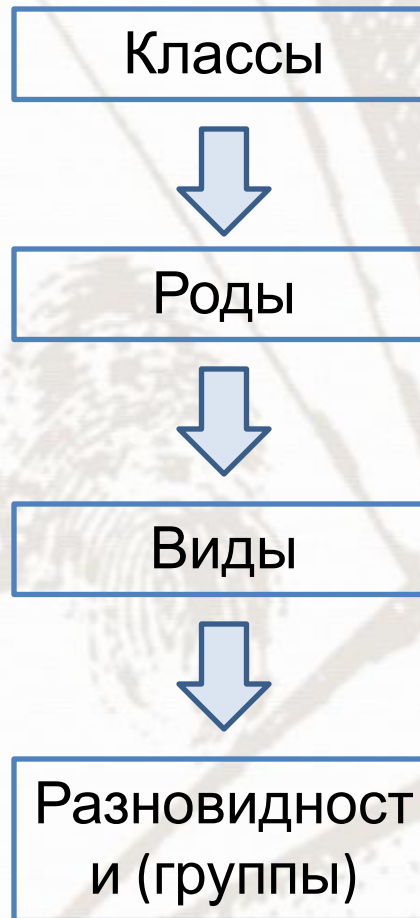 Классы
Роды
Виды
Разновидност
и (группы)